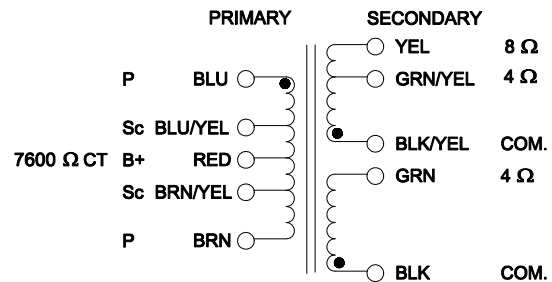 PRIMARY SECONDARY
YEL 8 Ω
P BLU GRN/YEL 4 Ω
Sc BLU/YEL
BLK/YEL COM.
7600 Ω CT B+ RED
GRN 4 Ω
Sc BRN/YEL
P BRN
BLK COM.